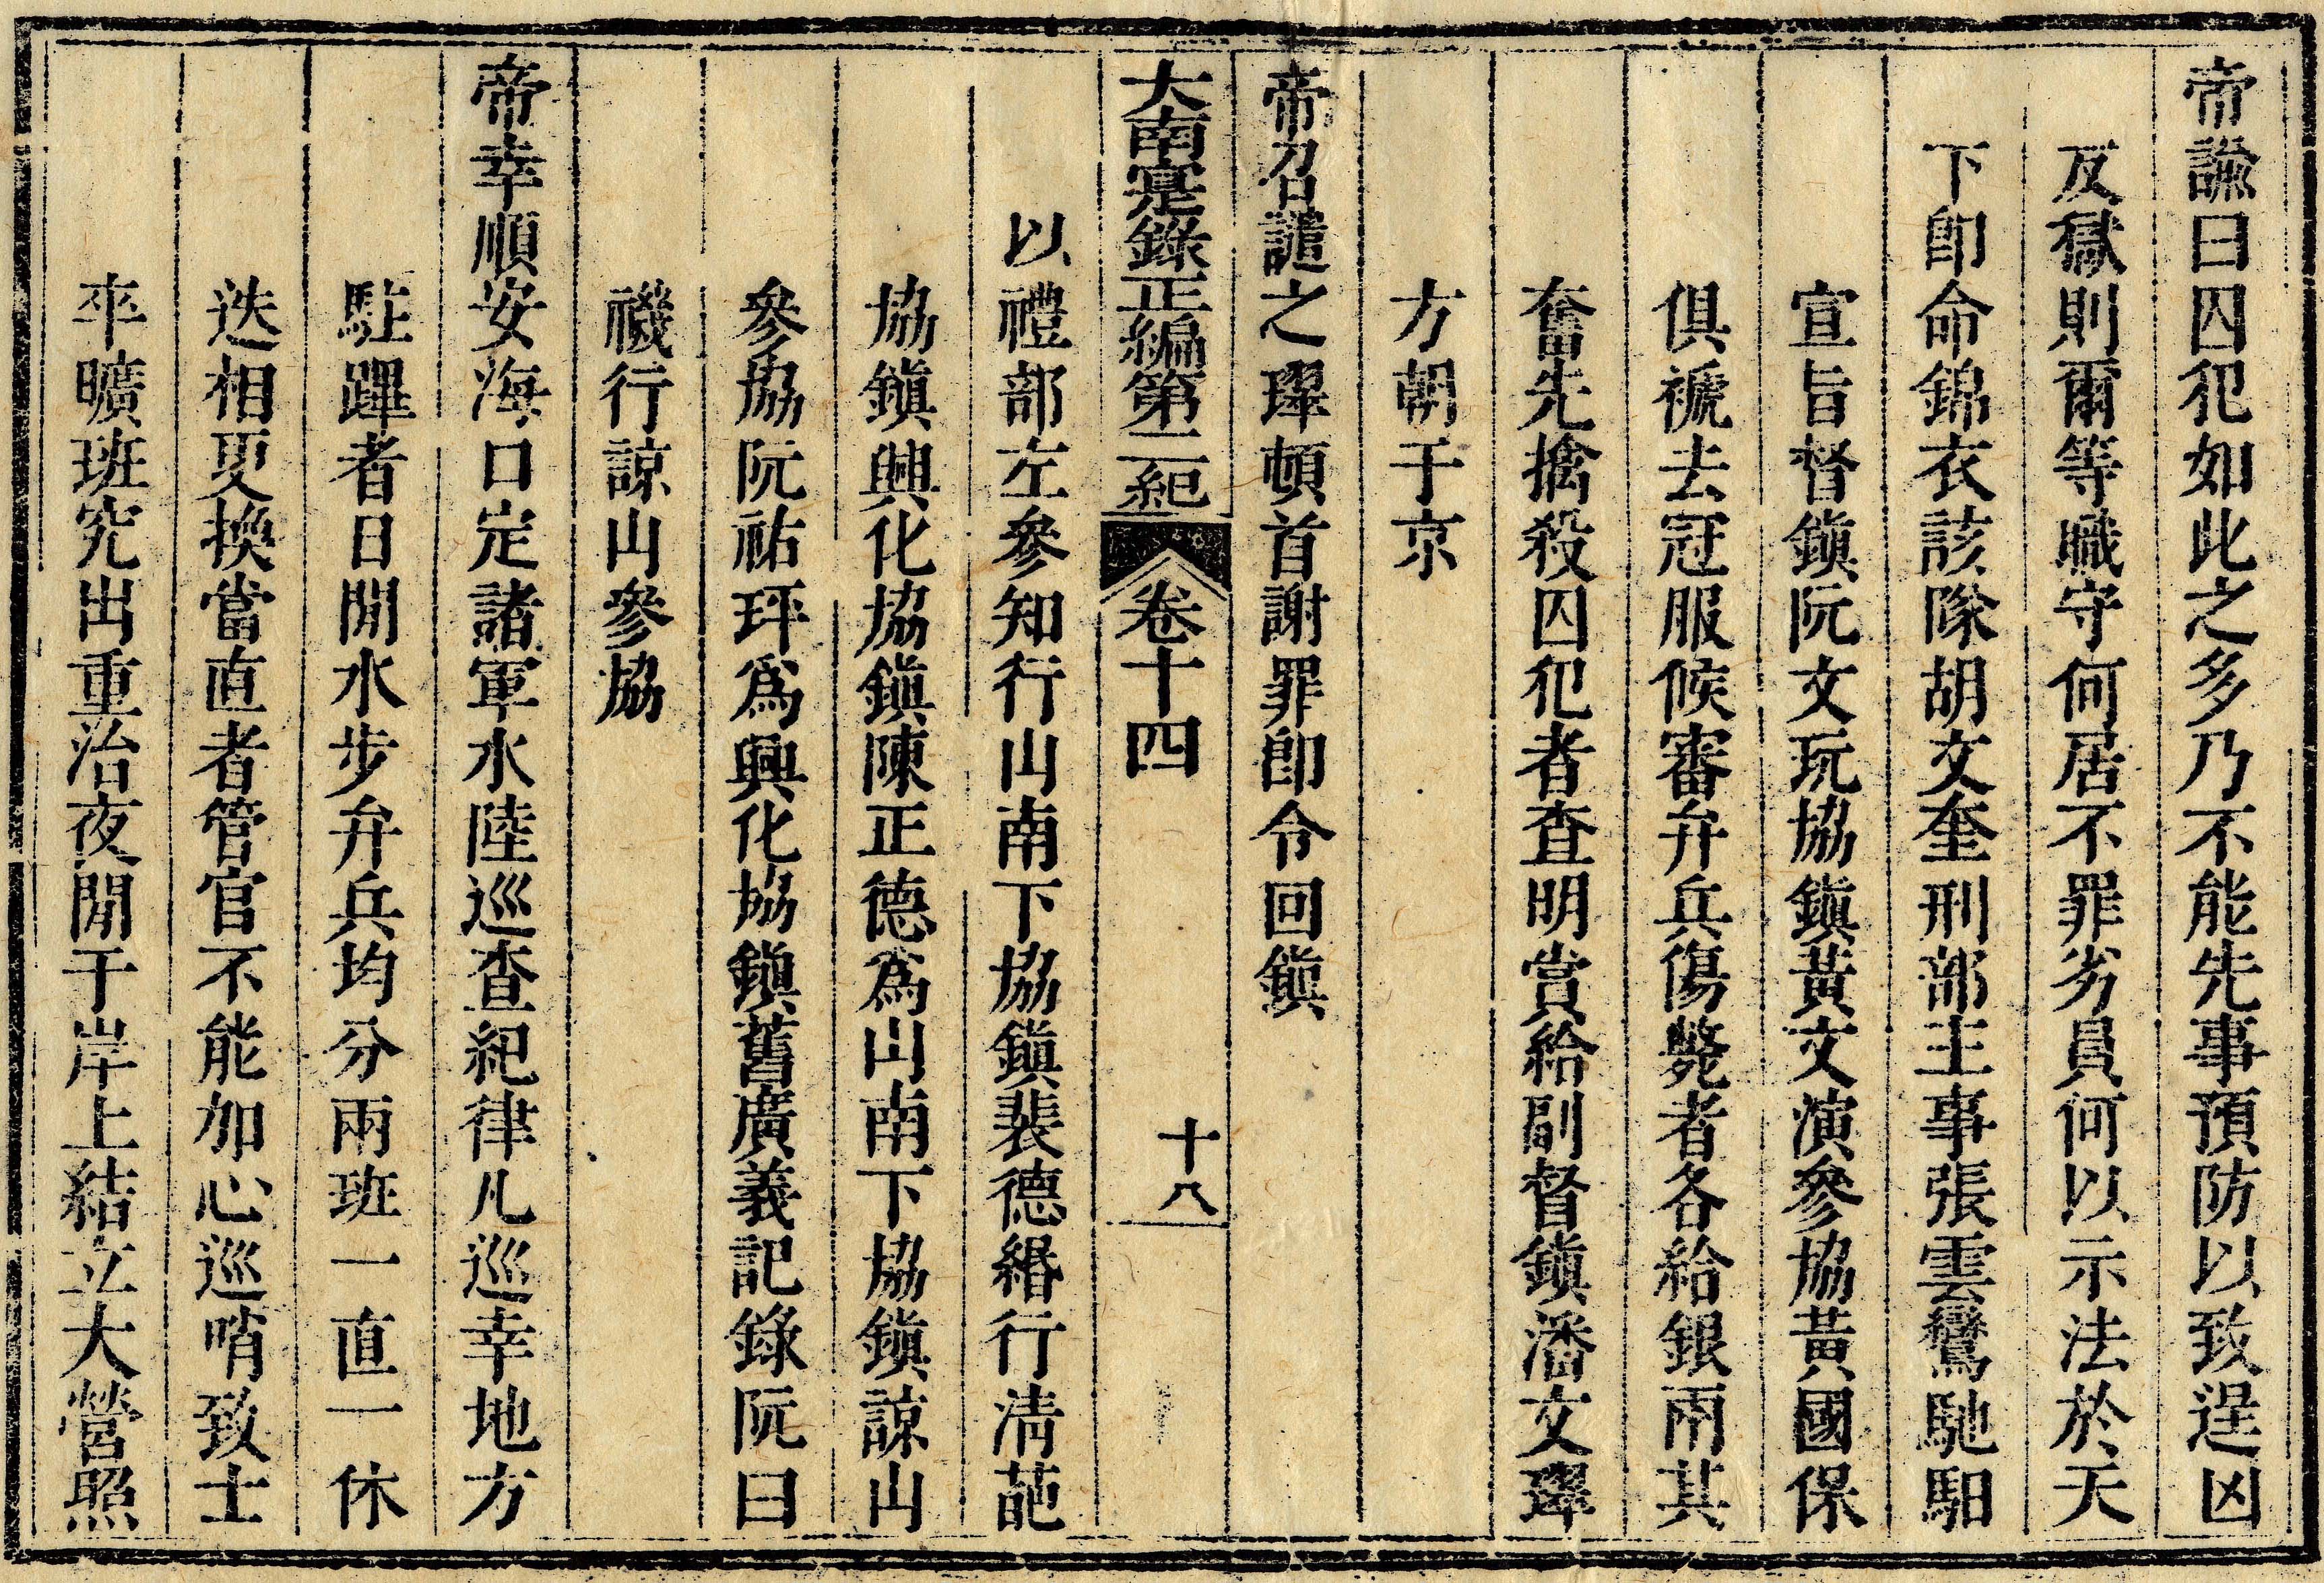 帝諭曰囚犯如此之多乃不能先事預防以致逞凶
反獄則爾等職守何居不罪劣員何以示法於天
下卽命錦衣該隊胡文奎刑部主事張雲鸞馳馹
宣旨督鎭阮文玩協鎭黃文演參協黃國保
俱褫去冠服候審弁兵傷斃者各給銀兩其
奮先擒殺囚犯者查明賞給副督鎭潘文璻
方朝于京
帝召譴之璻頓首謝罪卽令回鎭
大南寔錄正編第二紀 卷十四 十八
以禮部左參知行山南下協鎭裴德緡行淸葩
協鎭興化協鎭陳正德爲山南下協鎭諒山
參協阮祐玶爲興化協鎭舊廣義記錄阮曰
禨行諒山參協
帝幸順安海口定諸軍水陸巡查紀律凡巡幸地方
駐蹕者日閒水步弁兵均分兩班一直一休
迭相更換當直者管官不能加心巡哨致士
卒曠班究出重治夜閒于岸上結立大營照